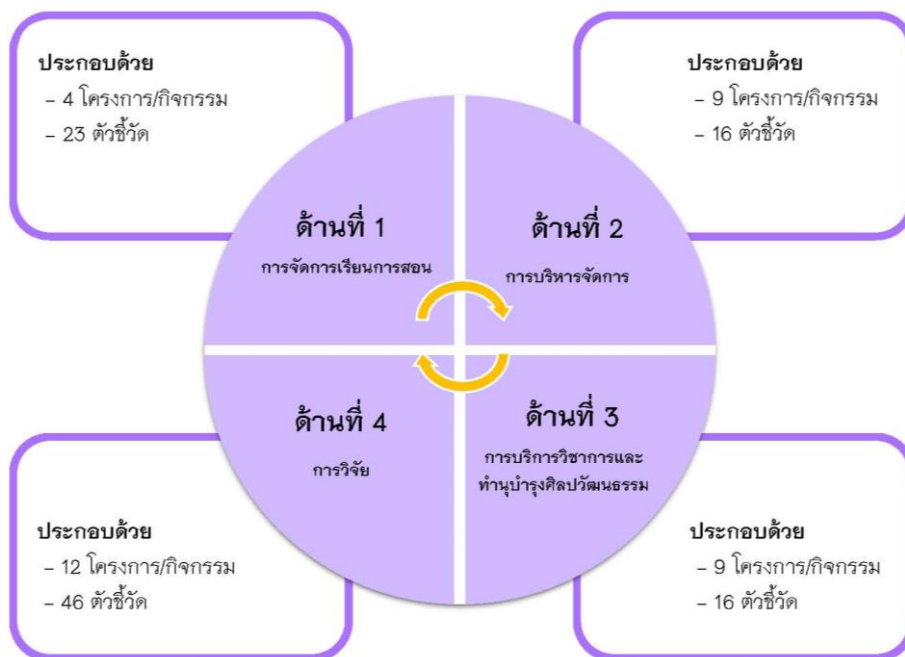 ประกอบด้วย
- 4 โครงการ/กิจกรรม
- 23 ตัวชี้วัด
ประกอบด้วย
- 9 โครงการ/กิจกรรม
- 16 ตัวชี้วัด
ด้านที่ 1
การจัดการเรียนการสอน
ด้านที่ 2
การบริหารจัดการ
ด้านที่ 4
การวิจัย
ด้านที่ 3
การบริการวิชาการและ
ทำนุบำรุงศิลปวัฒนธรรม
ประกอบด้วย
- 12 โครงการ/กิจกรรม
- 46 ตัวชี้วัด
ประกอบด้วย
- 9 โครงการ/กิจกรรม
- 16 ตัวชี้วัด